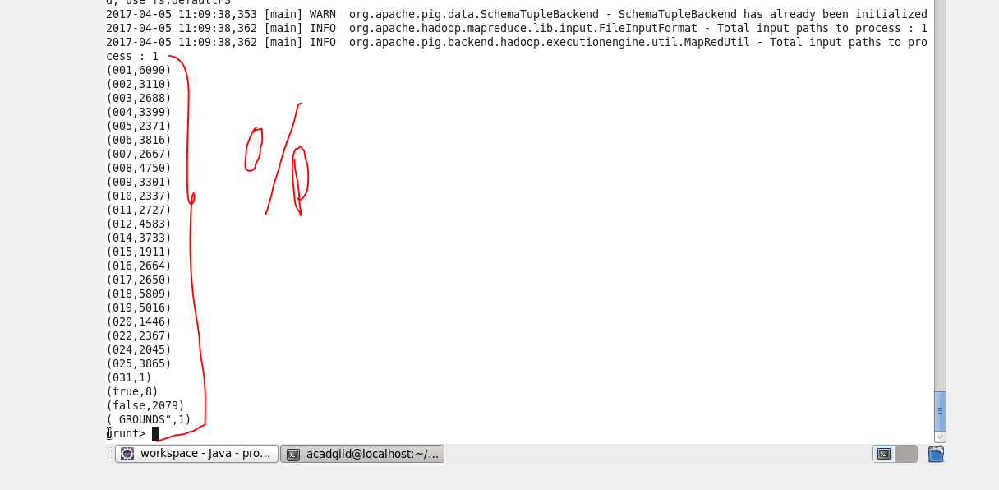 d, use fs.defaultFS
2017-04-05 11:09:38,353 [main] WARN  org.apache.pig.data.SchemaTupleBackend - SchemaTupleBackend has already been initialized
2017-04-05 11:09:38,362 [main] INFO  org.apache.hadoop.mapreduce.lib.input.FileInputFormat - Total input paths to process : 1
2017-04-05 11:09:38,362 [main] INFO  org.apache.pig.backend.hadoop.executionengine.util.MapRedUtil - Total input paths to pro
cess : 1
(001,6090)
(002,3110)
(003,2688)
(004,3399)
(005,2371)
(006,3816)
(007,2667)
(008,4750)
(009,3301)
(010,2337)
(011,2727)
(012,4583)
(014,3733)
(015,1911)
(016,2664)
(017,2650)
(018,5809)
(019,5016)
(020,1446)
(022,2367)
(024,2045)
(025,3865)
(031,1)
(true,8)
(false,2079)
( GROUNDS",1)
grunt>
o/p
workspace - Java - pro...
acadgild@localhost:~/...